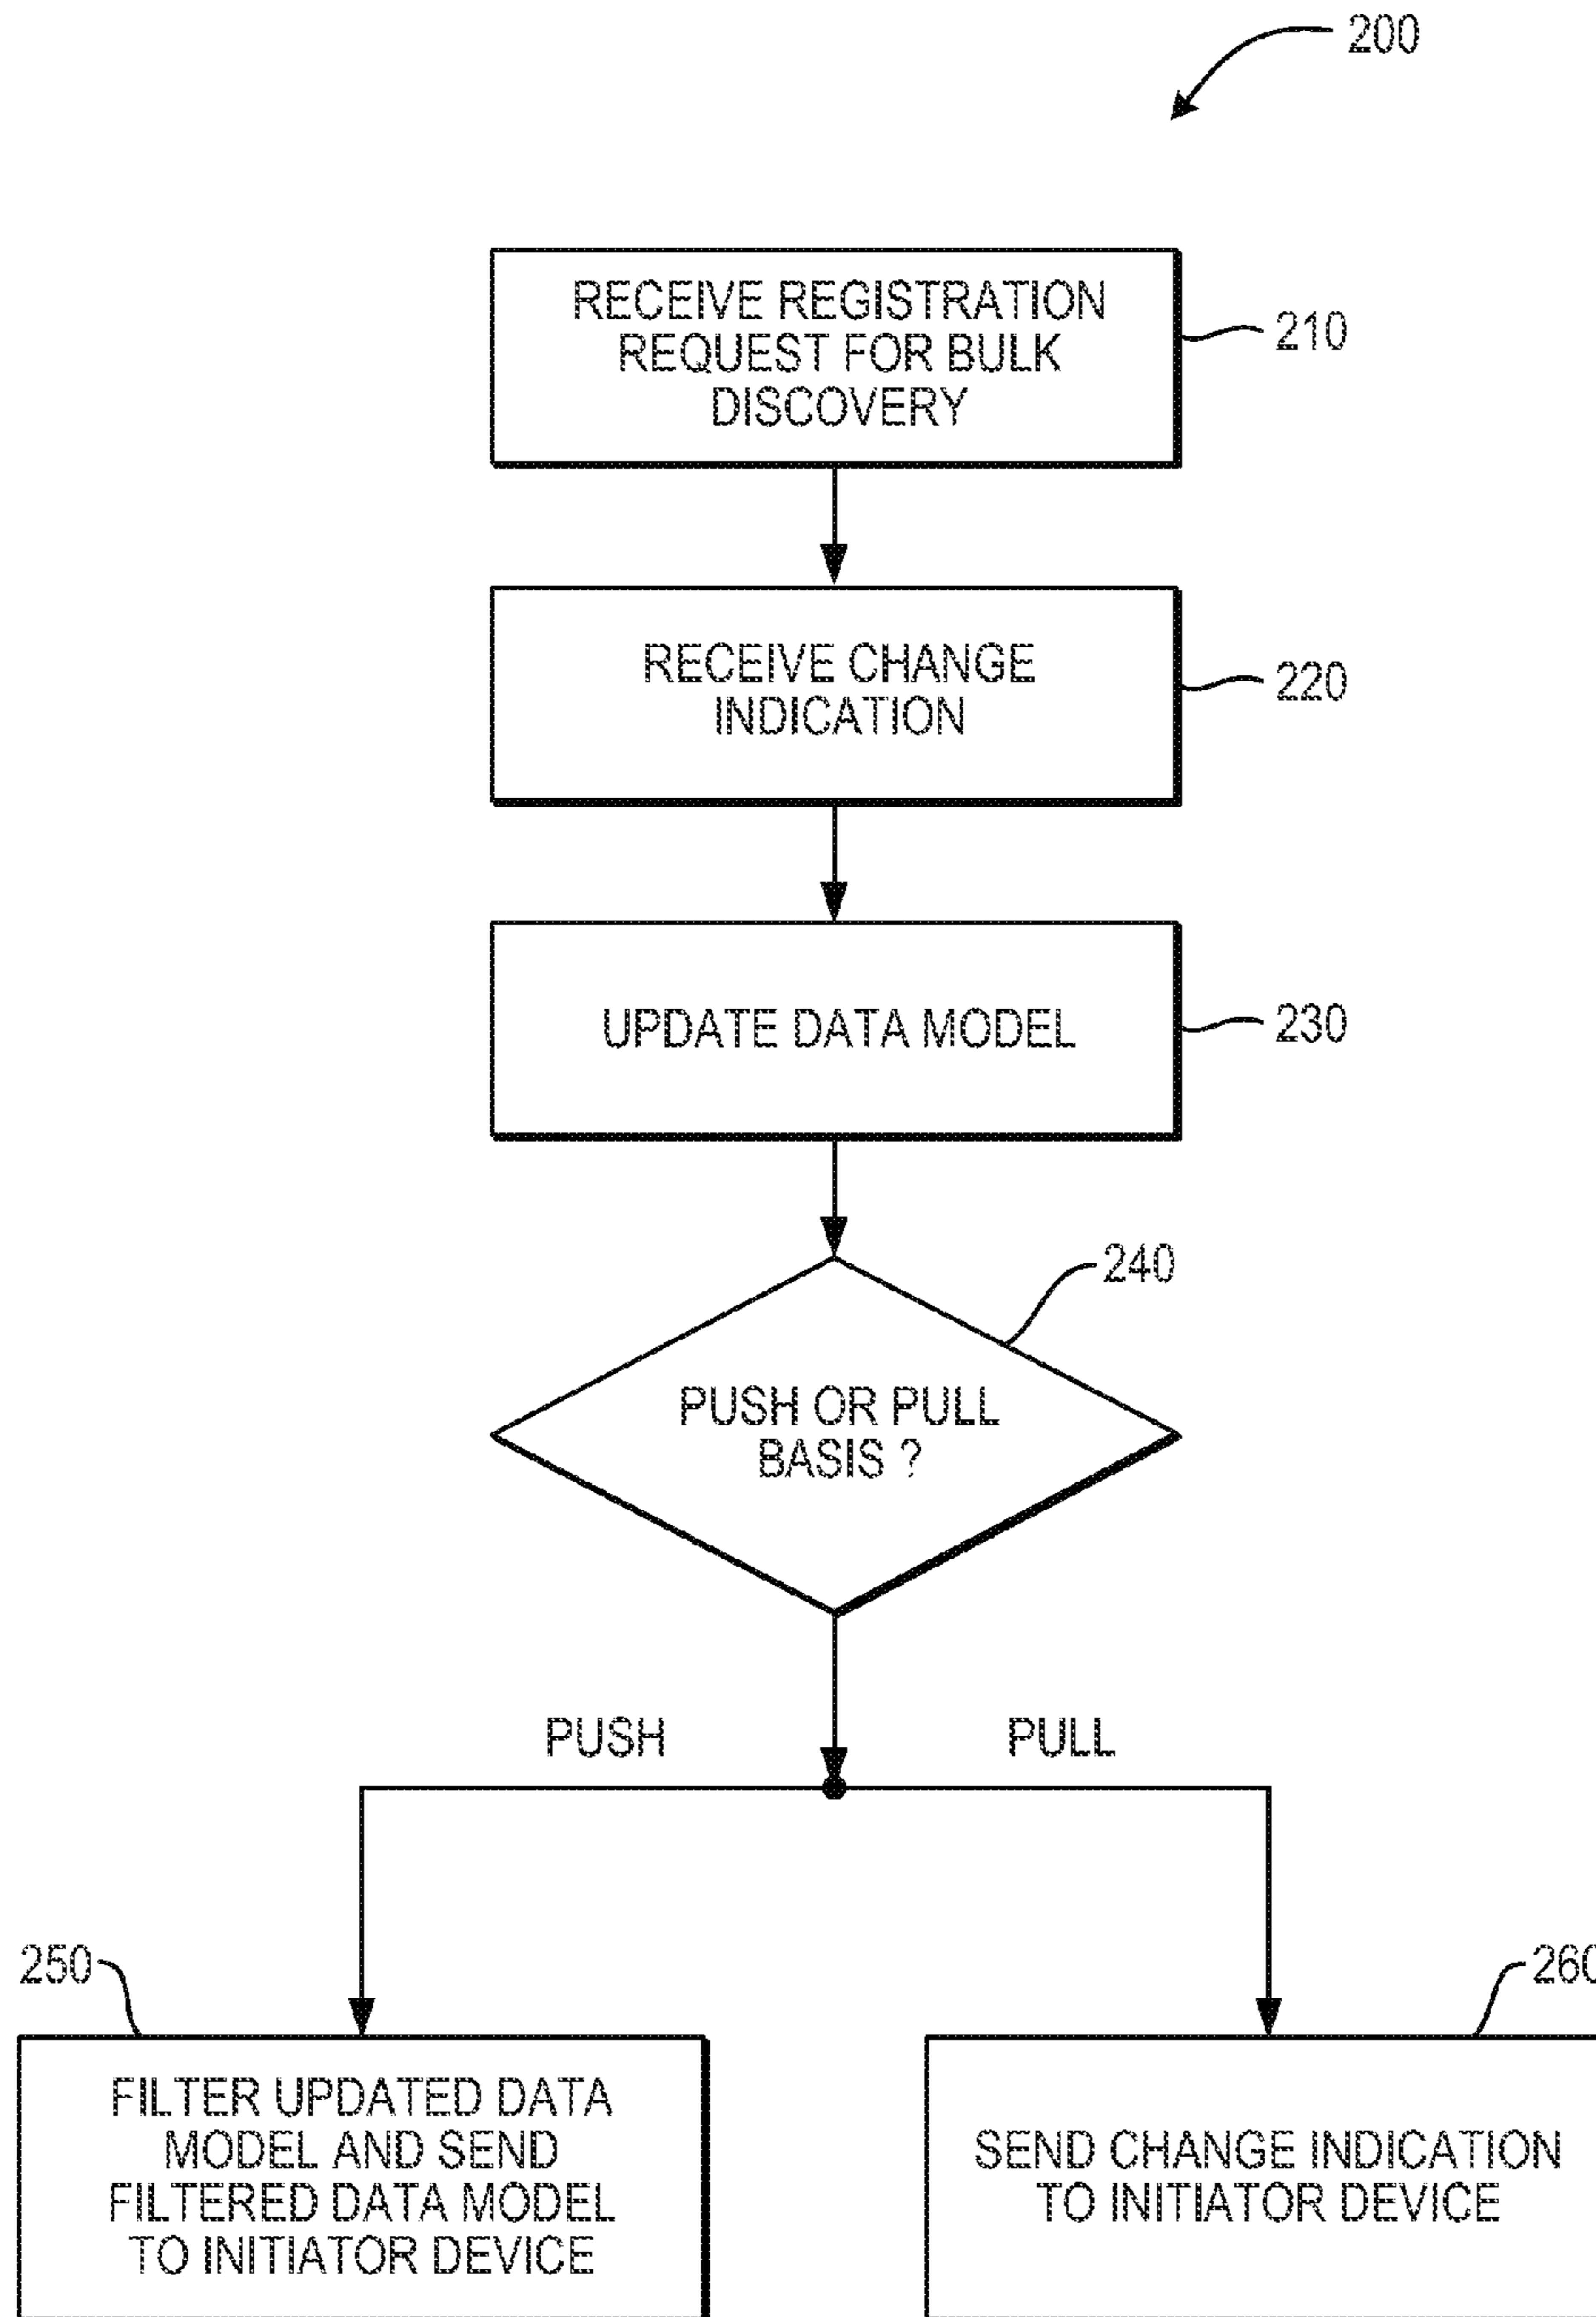 200
RECEIVE REGISTRATION
REQUEST FOR BULK
DISCOVERY
210
RECEIVE CHANGE
INDICATION
220
UPDATE DATA MODEL
230
240
PUSH OR PULL
BASIS ?
PUSH
PULL
250
260
FILTER UPDATED DATA
MODEL AND SEND
FILTERED DATA MODEL
TO INITIATOR DEVICE
SEND CHANGE INDICATION
TO INITIATOR DEVICE